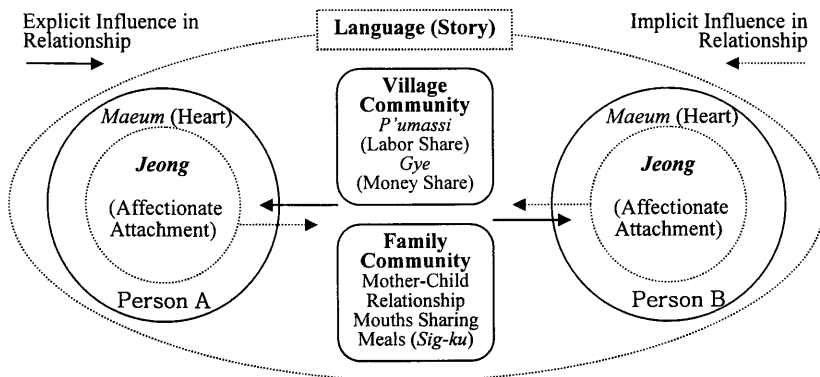 Explicit Influence in
Relationship
Language (Story)
Implicit Influence in
Relationship
Maeum (Heart)
Jeong
(Affectionate
Attachment)
Person A
Village
Community
P'umassi
(Labor Share)
Gye
(Money Share)
Family
Community
Mother-Child
Relationship
Mouths Sharing
Meals (Sig-ku)
Maeum (Heart)
Jeong
(Affectionate
Attachment)
Person B